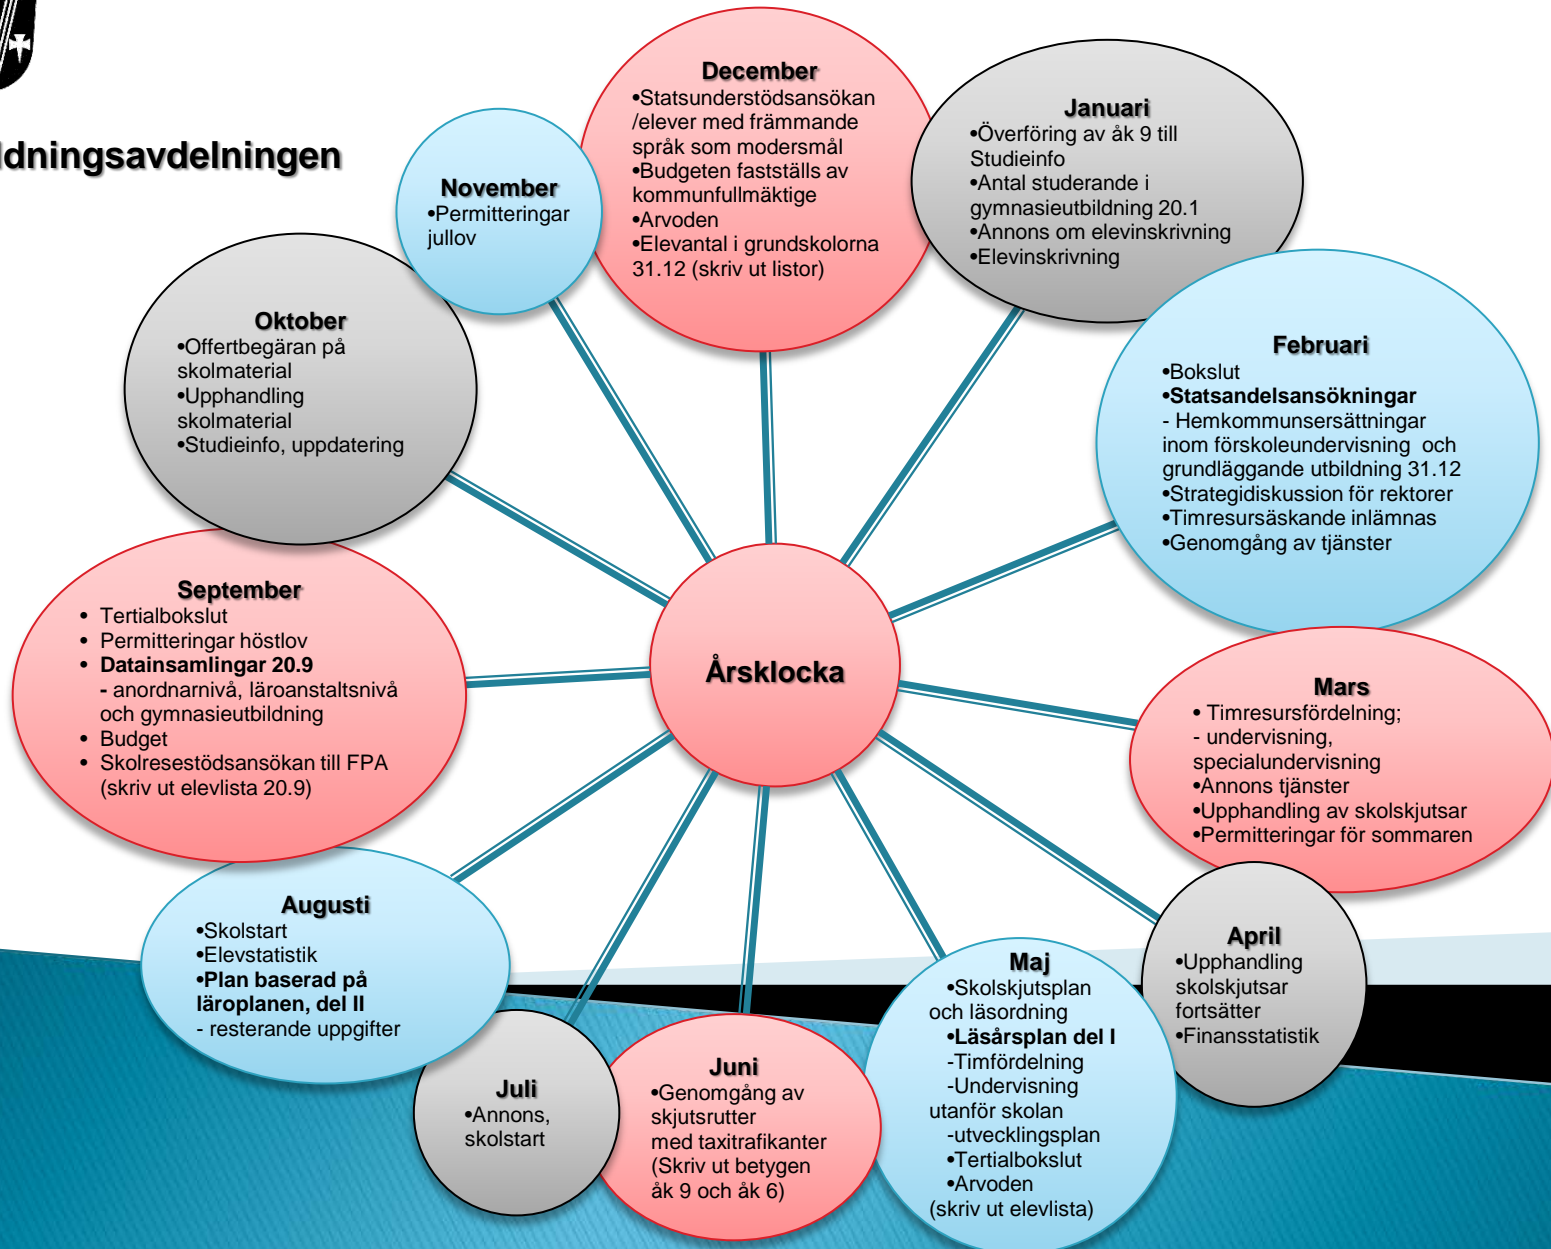 ldningsavdelningen
December
•Statsunderstödsansökan
/elever med främmande
språk som modersmål
•Budgeten fastställs av
kommunfullmäktige
•Arvoden
•Elevantal i grundskolorna
31.12 (skriv ut listor)
Januari
•Överföring av åk 9 till
Studieinfo
•Antal studerande i
gymnasieutbildning 20.1
•Annons om elevinskrivning
•Elevinskrivning
Februari
•Bokslut
•Statsandelsansökningar
- Hemkommunsersättningar
inom förskoleundervisning och
grundläggande utbildning 31.12
•Strategidiskussion för rektorer
•Timresursäskande inlämnas
•Genomgång av tjänster
Mars
• Timresursfördelning;
- undervisning,
specialundervisning
•Annons tjänster
•Upphandling av skolskjutsar
•Permitteringar för sommaren
April
•Upphandling
skolskjutsar
fortsätter
•Finansstatistik
Maj
•Skolskjutsplan
och läsordning
•Läsårsplan del I
-Timfördelning
-Undervisning
utanför skolan
-utvecklingsplan
•Tertialbokslut
•Arvoden
(skriv ut elevlista)
Juni
•Genomgång av
skjutsrutter
med taxitrafikanter
(Skriv ut betygen
åk 9 och åk 6)
Juli
•Annons,
skolstart
Augusti
•Skolstart
•Elevstatistik
•Plan baserad på
läroplanen, del II
- resterande uppgifter
September
• Tertialbokslut
• Permitteringar höstlov
• Datainsamlingar 20.9
- anordnarnivå, läroanstaltsnivå
och gymnasieutbildning
• Budget
• Skolresestödsansökan till FPA
(skriv ut elevlista 20.9)
Oktober
•Offertbegäran på
skolmaterial
•Upphandling
skolmaterial
•Studieinfo, uppdatering
November
•Permitteringar
jullov
Årsklocka